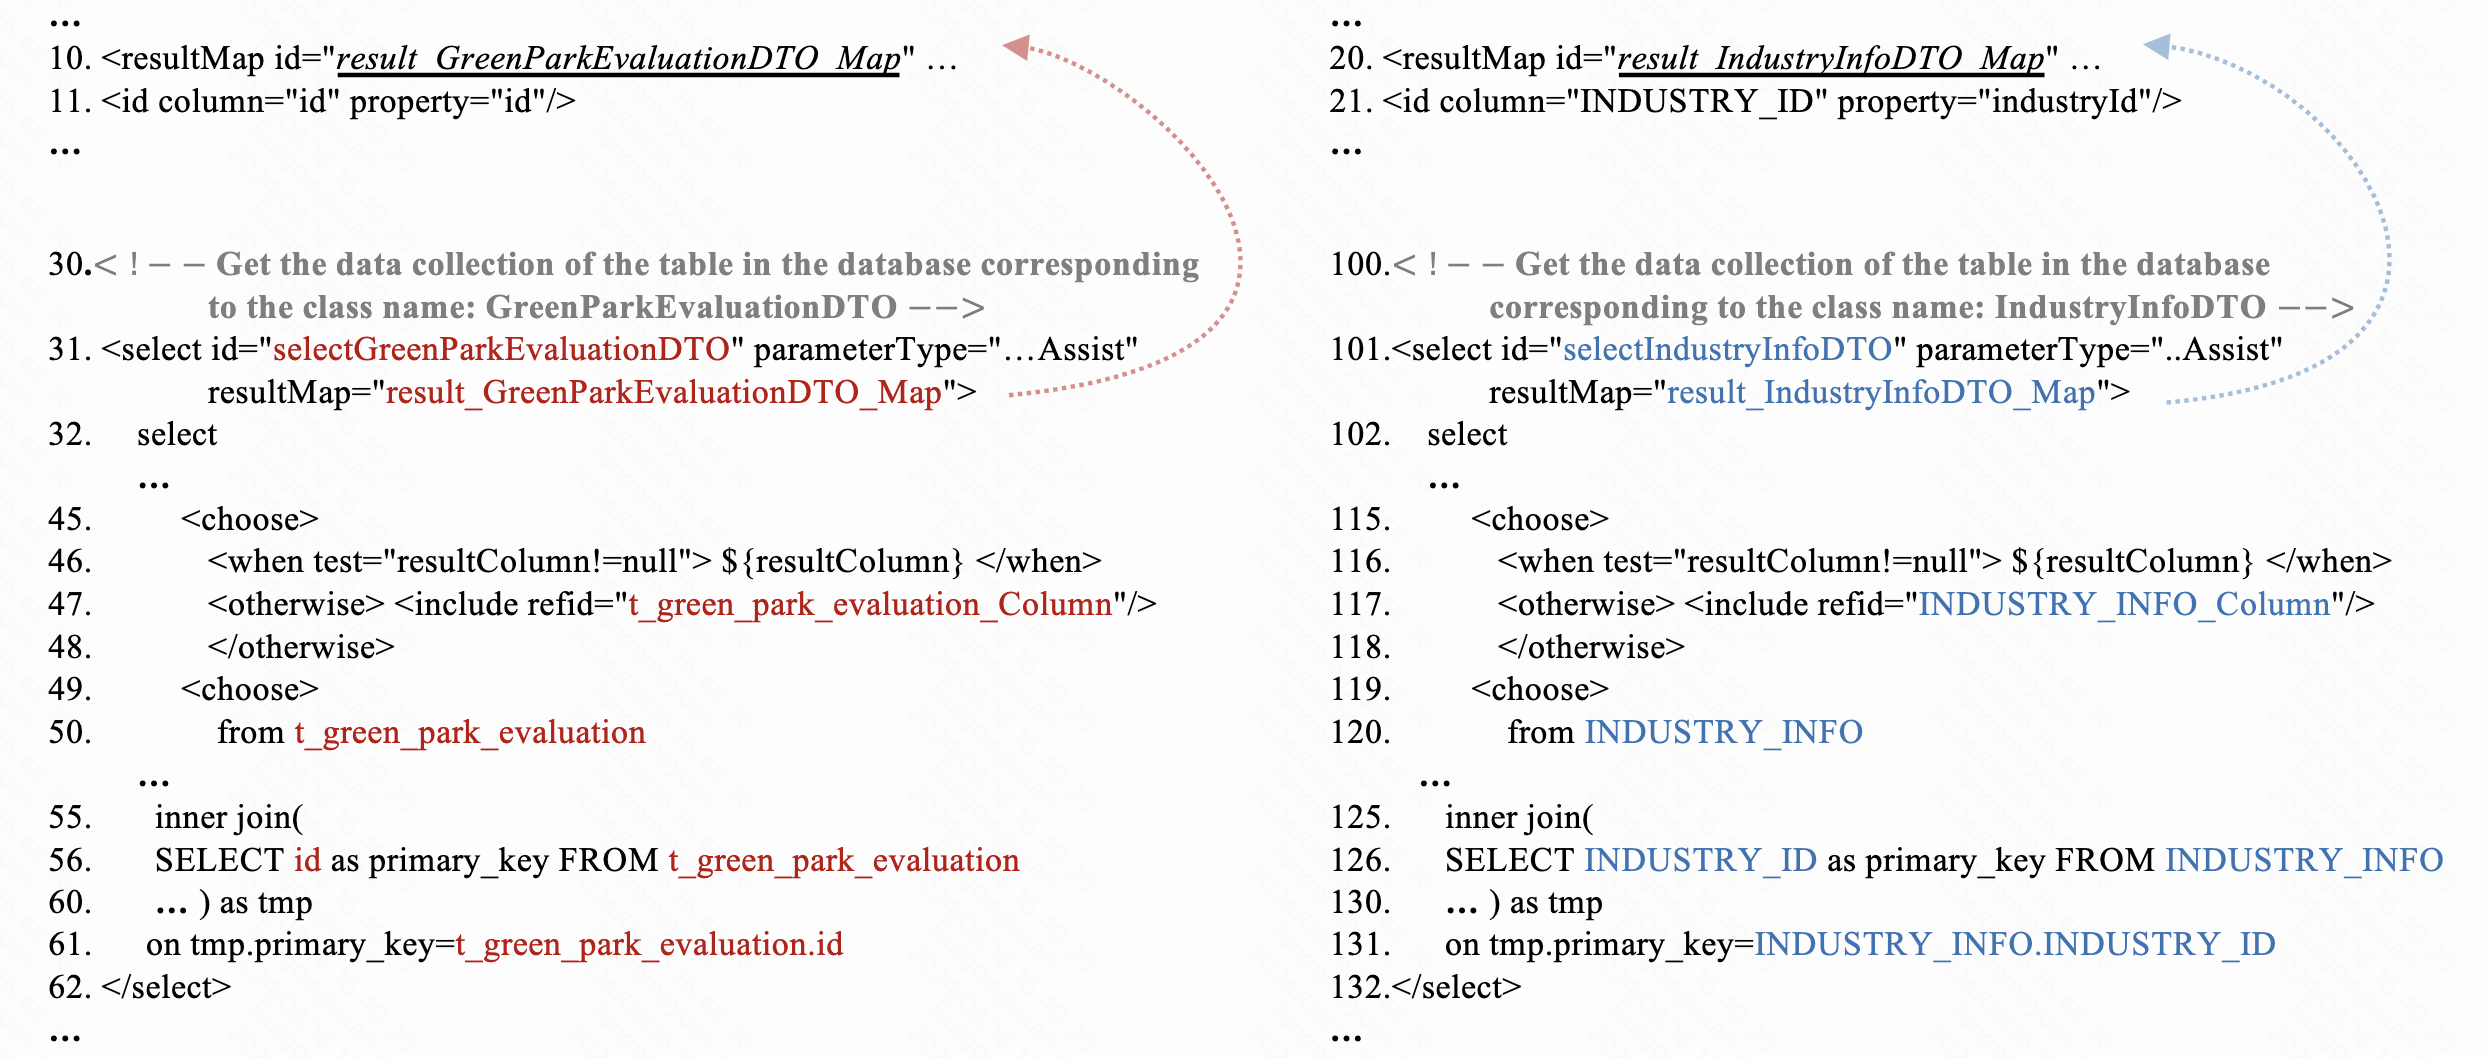 ...
10. <resultMap id="result_GreenParkEvaluationDTO_Map" ...
11. <id column="id" property="id"/>
...
30.< ! – – Get the data collection of the table in the database corresponding
to the class name: GreenParkEvaluationDTO – –>
31. <select id="selectGreenParkEvaluationDTO" parameterType="...Assist"
resultMap="result_GreenParkEvaluationDTO_Map">
32. select
...
45. <choose>
46. <when test="resultColumn!=null"> ${resultColumn} </when>
47. <otherwise> <include refid="t_green_park_evaluation_Column"/>
48. </otherwise>
49. <choose>
50. from t_green_park_evaluation
...
55. inner join(
56. SELECT id as primary_key FROM t_green_park_evaluation
60. ... ) as tmp
61. on tmp.primary_key=t_green_park_evaluation.id
62. </select>
...
...
20. <resultMap id="result_IndustryInfoDTO_Map" ...
21. <id column="INDUSTRY_ID" property="industryId"/>
...
100.< ! – – Get the data collection of the table in the database
corresponding to the class name: IndustryInfoDTO – –>
101.<select id="selectIndustryInfoDTO" parameterType="..Assist"
resultMap="result_IndustryInfoDTO_Map">
102. select
...
115. <choose>
116. <when test="resultColumn!=null"> ${resultColumn} </when>
117. <otherwise> <include refid="INDUSTRY_INFO_Column"/>
118. </otherwise>
119. <choose>
120. from INDUSTRY_INFO
...
125. inner join(
126. SELECT INDUSTRY_ID as primary_key FROM INDUSTRY_INFO
130. ... ) as tmp
131. on tmp.primary_key=INDUSTRY_INFO.INDUSTRY_ID
132.</select>
...